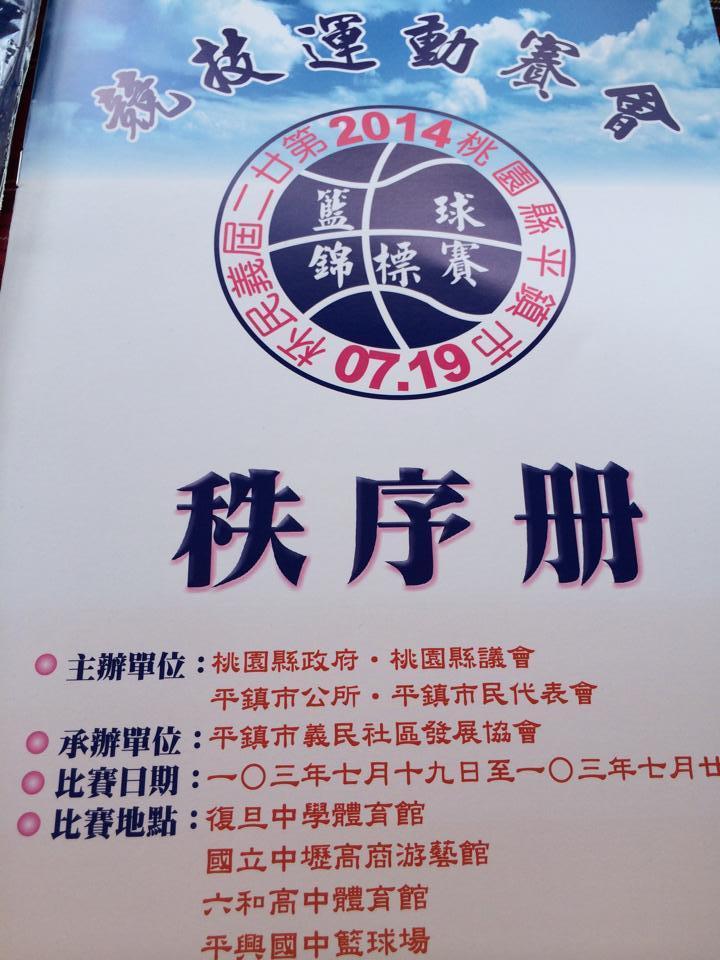 競技運動賽會
2014桃園縣平鎮市
第廿二屆義民杯
籃球
錦標賽
07.19
秩序册
主辦單位：桃園縣政府・桃園縣議會
平鎮市公所・平鎮市民代表會
承辦單位：平鎮市義民社區發展協會
比賽日期：一〇三年七月十九日至一〇三年七月廿
比賽地點：復旦中學體育館
國立中壢高商游藝館
六和高中體育館
平興國中籃球場